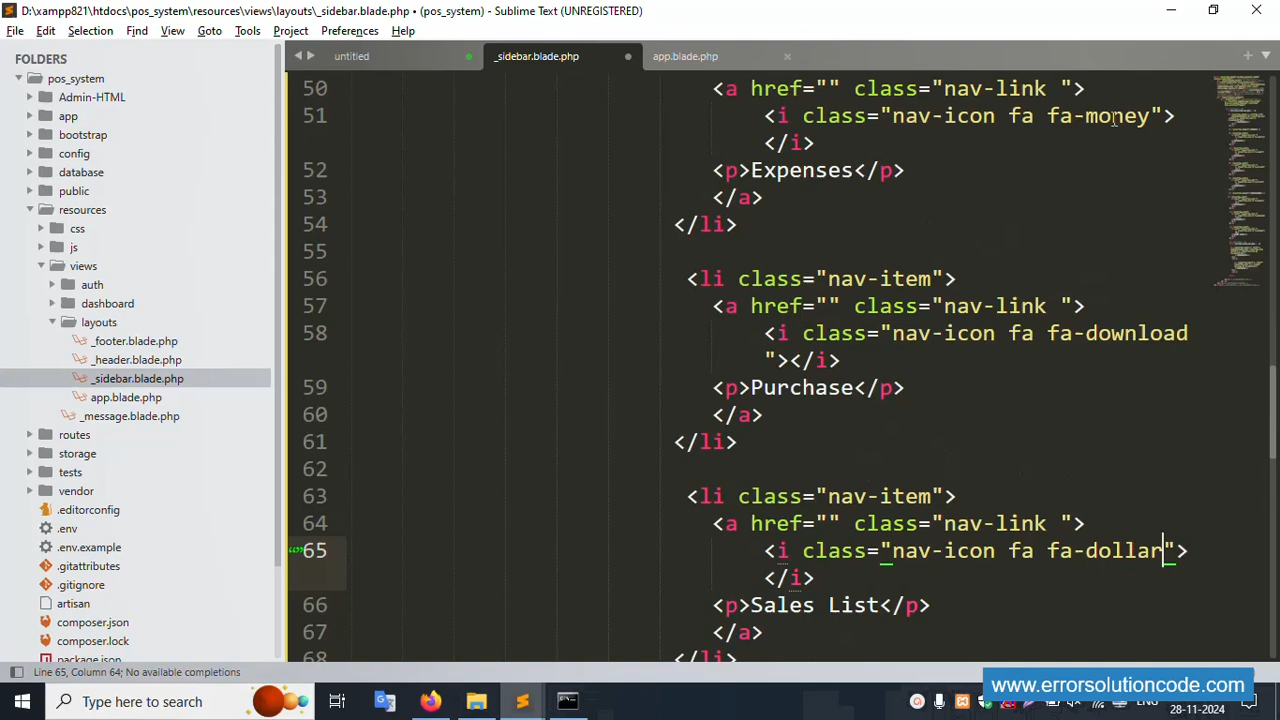 D:\xampp821\htdocs\pos_system\resources\views\layouts\_sidebar.blade.php • (pos_system) - Sublime Text (UNREGISTERED)
File Edit Selection Find View Goto Tools Project Preferences Help
FOLDERS
pos_system
Admin-HTML
app
bootstrap
config
database
public
resources
css
js
views
auth
dashboard
layouts
_footer.blade.php
_header.blade.php
_sidebar.blade.php
app.blade.php
_message.blade.php
routes
storage
tests
vendor
.editorconfig
.env
.env.example
.gitattributes
.gitignore
artisan
composer.json
composer.lock
package.json
untitled _sidebar.blade.php app.blade.php
50 <a href="" class="nav-link ">
51 <i class="nav-icon fa fa-money">
</i>
52 <p>Expenses</p>
53 </a>
54 </li>
55
56 <li class="nav-item">
57 <a href="" class="nav-link ">
58 <i class="nav-icon fa fa-download
"></i>
59 <p>Purchase</p>
60 </a>
61 </li>
62
63 <li class="nav-item">
64 <a href="" class="nav-link ">
65 <i class="nav-icon fa fa-dollar">
</i>
66 <p>Sales List</p>
67 </a>
68 </li>
Line 65, Column 64; No available completions
Type here to search
www.errorsolutioncode.com
28-11-2024